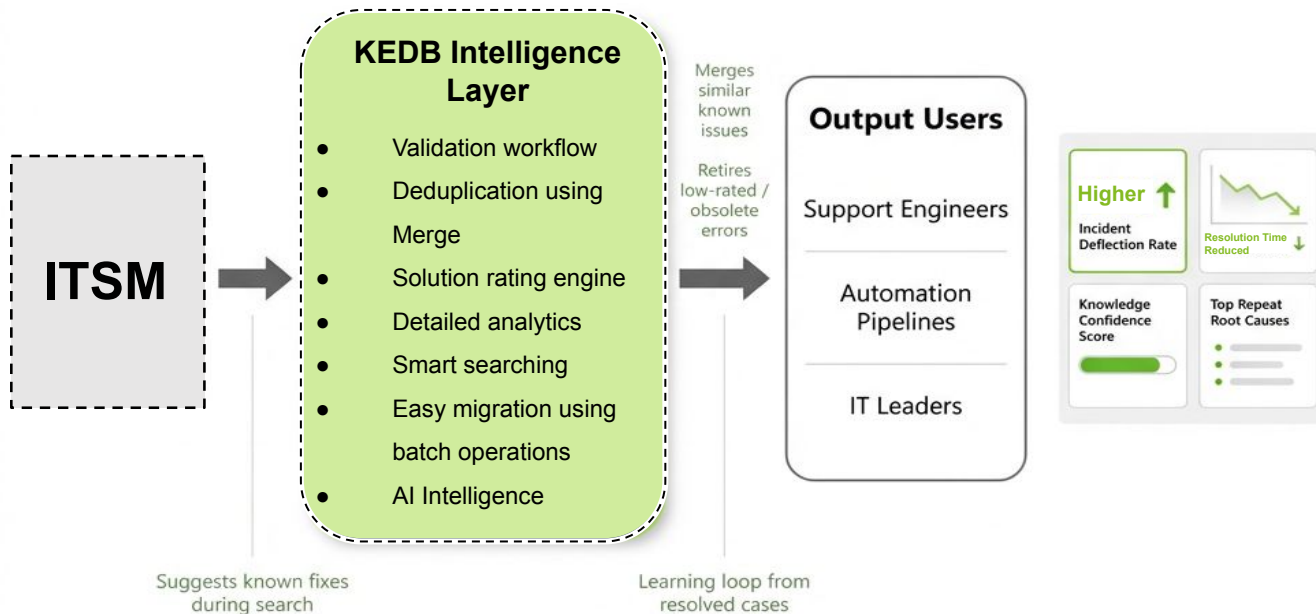 ITSM
Suggests known fixes
during search
KEDB Intelligence
Layer
● Validation workflow
● Deduplication using
Merge
● Solution rating engine
● Detailed analytics
● Smart searching
● Easy migration using
batch operations
● AI Intelligence
Merges
similar
known
issues
Retires
low-rated /
obsolete
errors
Learning loop from
resolved cases
Output Users
Support Engineers
Automation
Pipelines
IT Leaders
Higher
Incident
Deflection Rate
Resolution Time
Reduced
Knowledge
Confidence
Score
Top Repeat
Root Causes